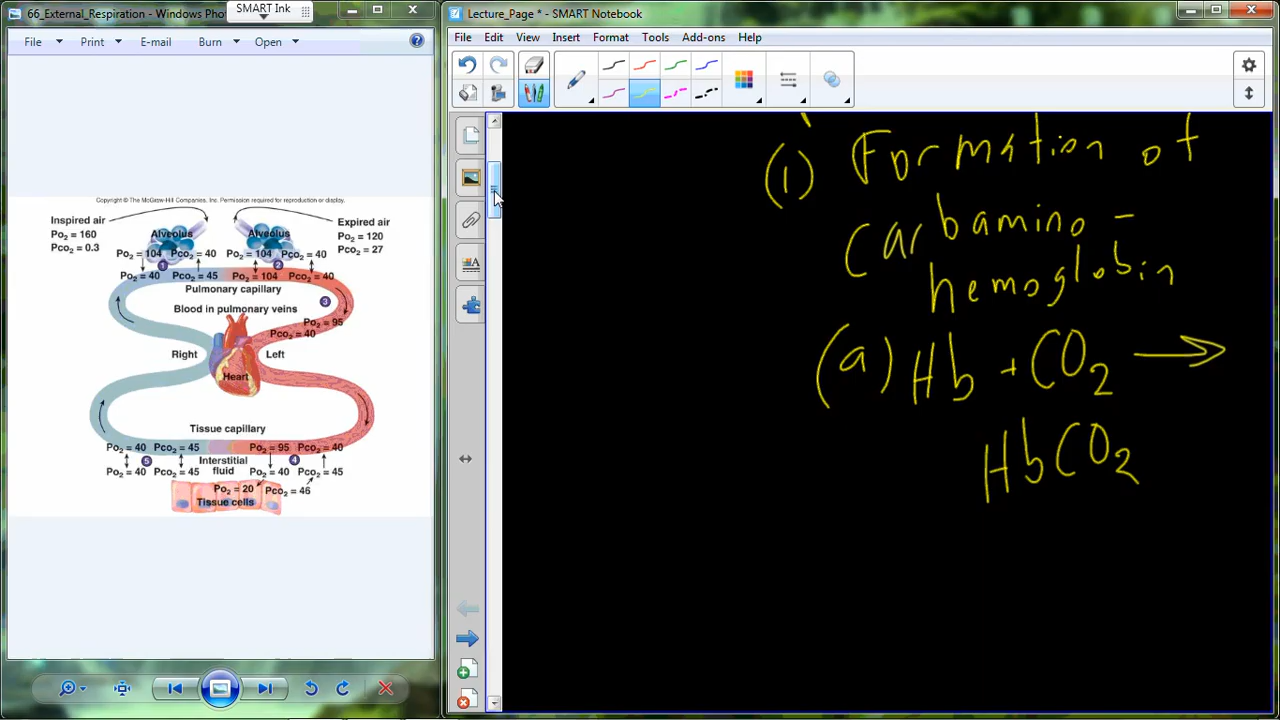 66_External_Respiration - Windows Pho
SMART Ink
File Print E-mail Burn Open
Copyright © The McGraw-Hill Companies, Inc. Permission required for reproduction or display.
Inspired air
Po2 = 160
Pco2 = 0.3
Expired air
Po2 = 120
Pco2 = 27
Alveolus
Alveolus
Po2 = 104 Pco2 = 40
Po2 = 104 Pco2 = 40
1
2
Po2 = 40 Pco2 = 45
Po2 = 104 Pco2 = 40
Pulmonary capillary
3
Blood in pulmonary veins
Po2 = 95
Pco2 = 40
Right
Left
Heart
Tissue capillary
Po2 = 40 Pco2 = 45
Po2 = 95 Pco2 = 40
5
Interstitial
fluid
4
Po2 = 40 Pco2 = 45
Po2 = 40 Pco2 = 45
Po2 = 20 Pco2 = 46
Tissue cells
Lecture_Page * - SMART Notebook
File Edit View Insert Format Tools Add-ons Help
(1) Formation of
carbamino -
hemoglobin
(a) Hb + CO2 →
HbCO2